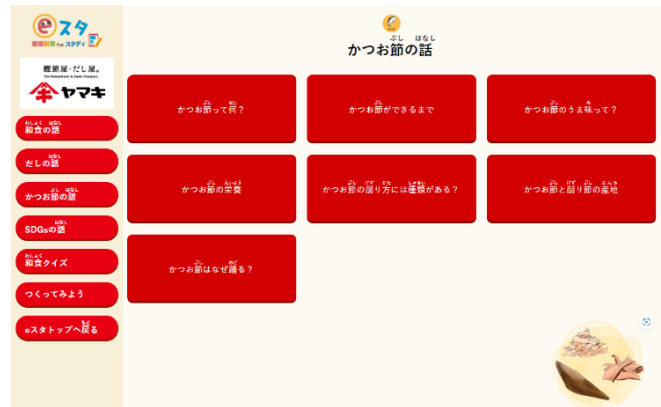 eスタ
愛媛新聞 for スタディ
鰹節屋・だし屋。
ヤマキ
和食の話
だしの話
かつお節の話
SDGsの話
和食クイズ
つくってみよう
eスタトップへ戻る
かつお節の話
かつお節って何？
かつお節ができるまで
かつお節のうま味って？
かつお節の栄養
かつお節の削り方には種類がある？
かつお節と削り節の産地
かつお節はなぜ踊る？